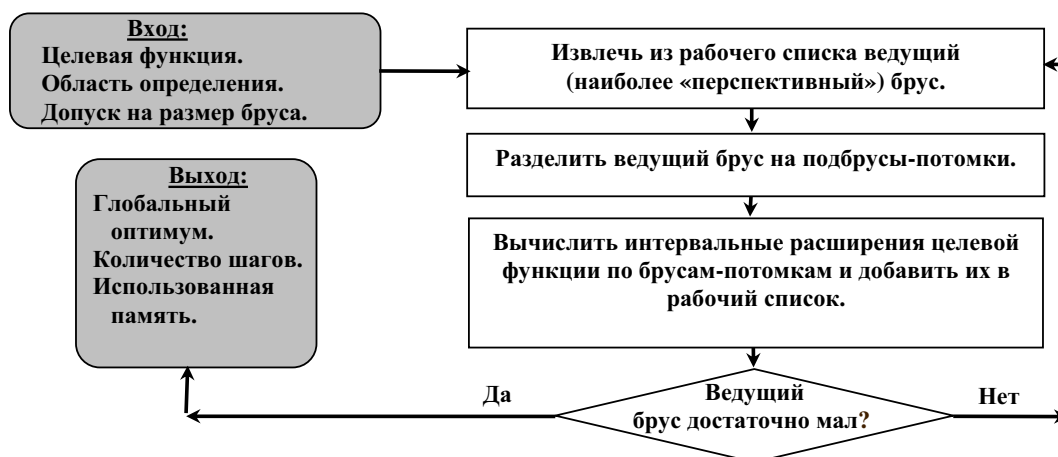 Вход:
Целевая функция.
Область определения.
Допуск на размер бруса.
Извлечь из рабочего списка ведущий
(наиболее «перспективный») брус.
Разделить ведущий брус на подбрусы-потомки.
Выход:
Глобальный
оптимум.
Количество шагов.
Использованная
память.
Вычислить интервальные расширения целевой
функции по брусам-потомкам и добавить их в
рабочий список.
Да
Ведущий
брус достаточно мал?
Нет